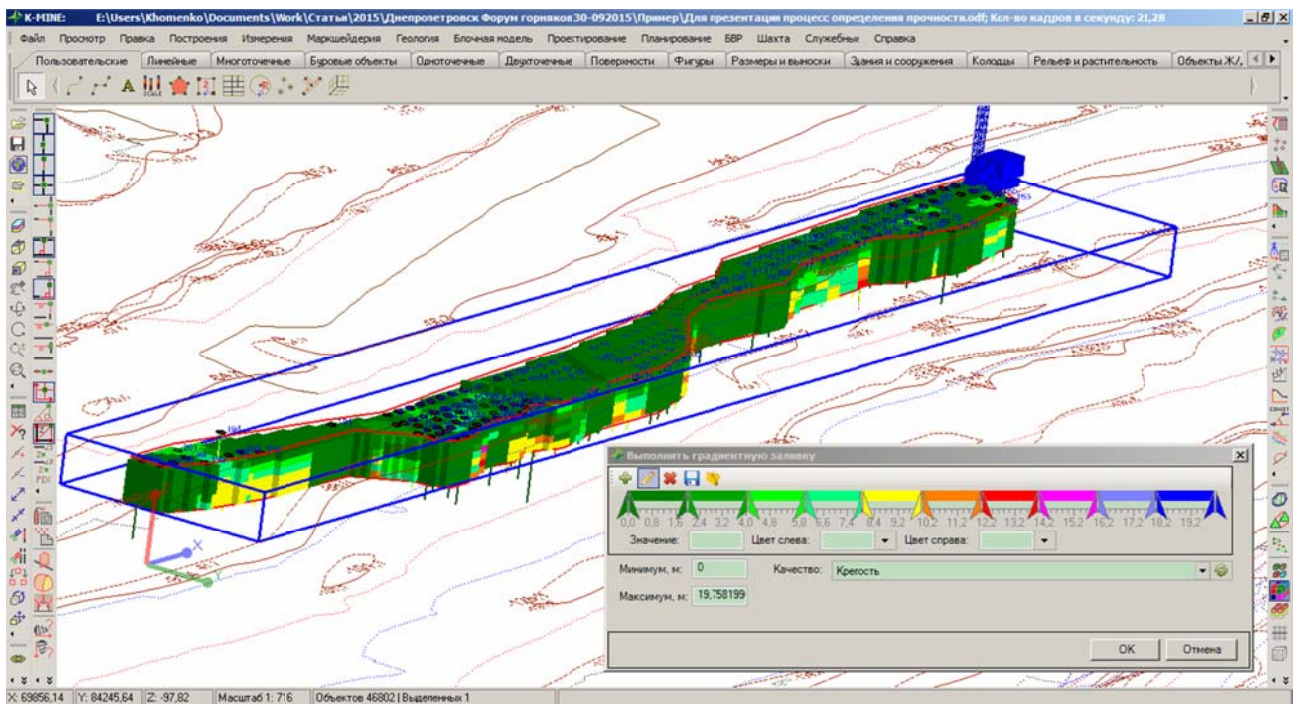 K-MINE: E:\Users\Khomenko\Documents\Work\Статьи\2015\Днепропетровск Форум горняков30-092015\Пример\Для презентации процесс определения прочности.odf; Кол-во кадров в секунду: 21,28
Файл Просмотр Правка Построения Измерения Маркшейдерия Геология Блочная модель Проектирование Планирование БВР Шахта Служебные Справка
Пользовательские Линейные Многоточечные Буровые объекты Одноточечные Двухточечные Поверхности Фигуры Размеры и выноски Здания и сооружения Колодцы Рельеф и растительность Объекты Ж/,
Выполнить градиентную заливку
0,0 0,8 1,6 2,4 3,2 4,0 4,8 5,8 6,6 7,4 8,4 9,2 10,2 11,2 12,2 13,2 14,2 15,2 16,2 17,2 18,2 19,2
Значение: Цвет слева: Цвет справа:
Минимум, м: 0 Качество: Крепость
Максимум, м: 19,758199
OK Отмена
X
Y
X: 69856,14 Y: 84245,64 Z: -97,82 Масштаб 1: 716 Объектов 46802 | Выделенных 1